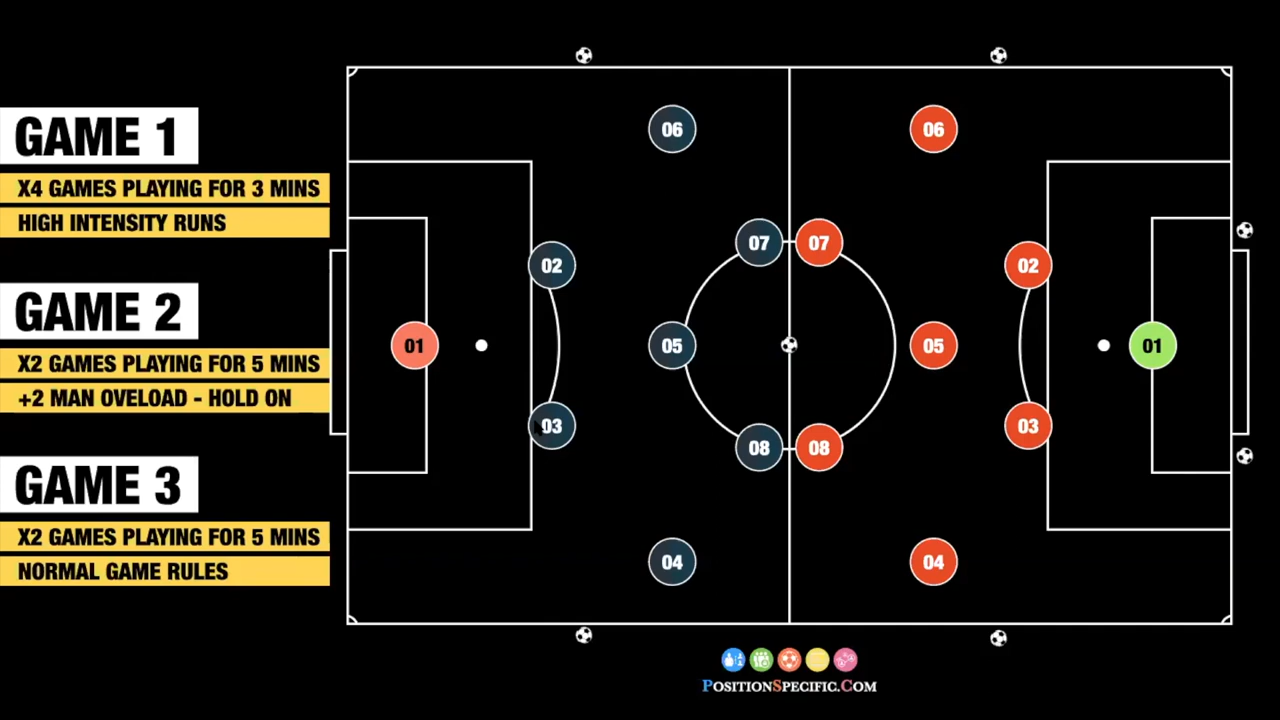 GAME 1
X4 GAMES PLAYING FOR 3 MINS
HIGH INTENSITY RUNS
GAME 2
X2 GAMES PLAYING FOR 5 MINS
+2 MAN OVELOAD - HOLD ON
GAME 3
X2 GAMES PLAYING FOR 5 MINS
NORMAL GAME RULES
06 06
07 07
02 02
01 05 05 01
03 03
08 08
04 04
PositionSpecific.Com